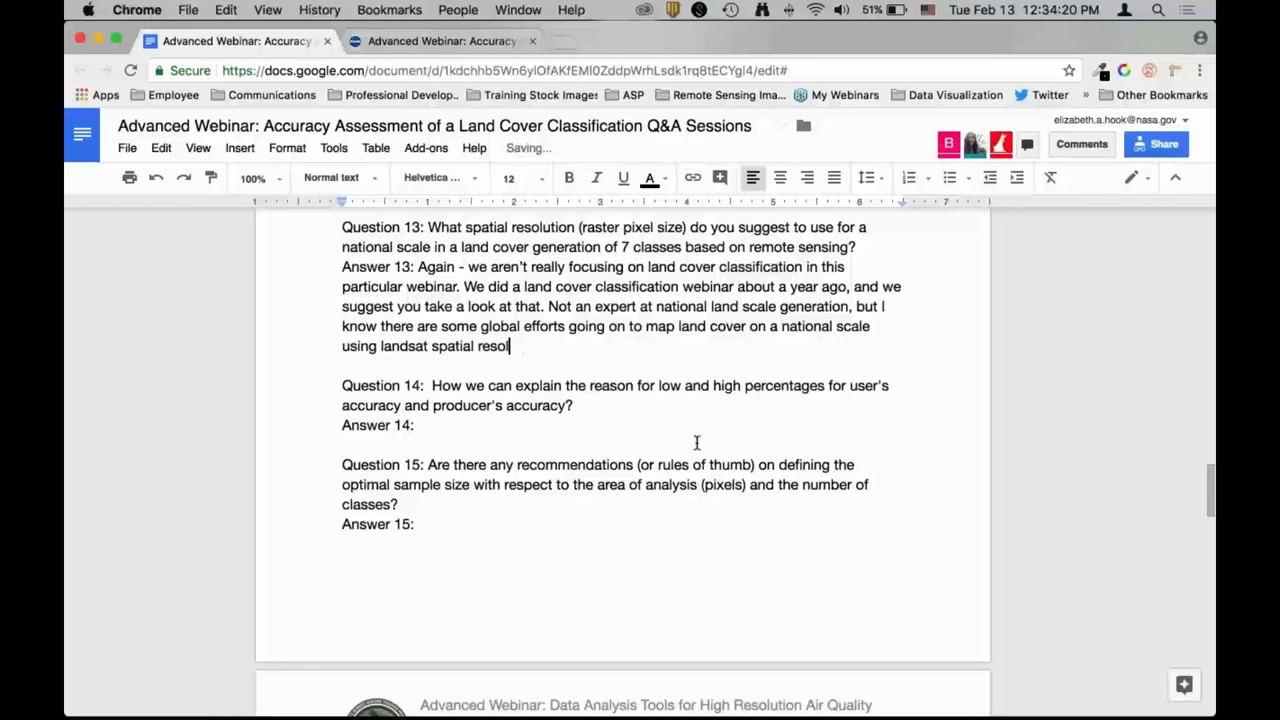 Chrome File Edit View History Bookmarks People Window Help 51% Tue Feb 13 12:34:20 PM
Advanced Webinar: Accuracy × Advanced Webinar: Accuracy ×
Secure https://docs.google.com/document/d/1kdchhb5Wn6ylOfAKfEMl0ZddpWrhLsdk1rq8tECYgl4/edit#
Apps Employee Communications Professional Develop.. Training Stock Images ASP Remote Sensing Ima... My Webinars Data Visualization Twitter » Other Bookmarks
Advanced Webinar: Accuracy Assessment of a Land Cover Classification Q&A Sessions
elizabeth.a.hook@nasa.gov
File Edit View Insert Format Tools Table Add-ons Help Saving...
B Comments Share
100% Normal text Helvetica ... 12 B I U A
1 1 2 3 4 5 6 7
Question 13: What spatial resolution (raster pixel size) do you suggest to use for a
national scale in a land cover generation of 7 classes based on remote sensing?
Answer 13: Again - we aren't really focusing on land cover classification in this
particular webinar. We did a land cover classification webinar about a year ago, and we
suggest you take a look at that. Not an expert at national land scale generation, but I
know there are some global efforts going on to map land cover on a national scale
using landsat spatial resol
Question 14: How we can explain the reason for low and high percentages for user's
accuracy and producer's accuracy?
Answer 14:
Question 15: Are there any recommendations (or rules of thumb) on defining the
optimal sample size with respect to the area of analysis (pixels) and the number of
classes?
Answer 15:
Advanced Webinar: Data Analysis Tools for High Resolution Air Quality